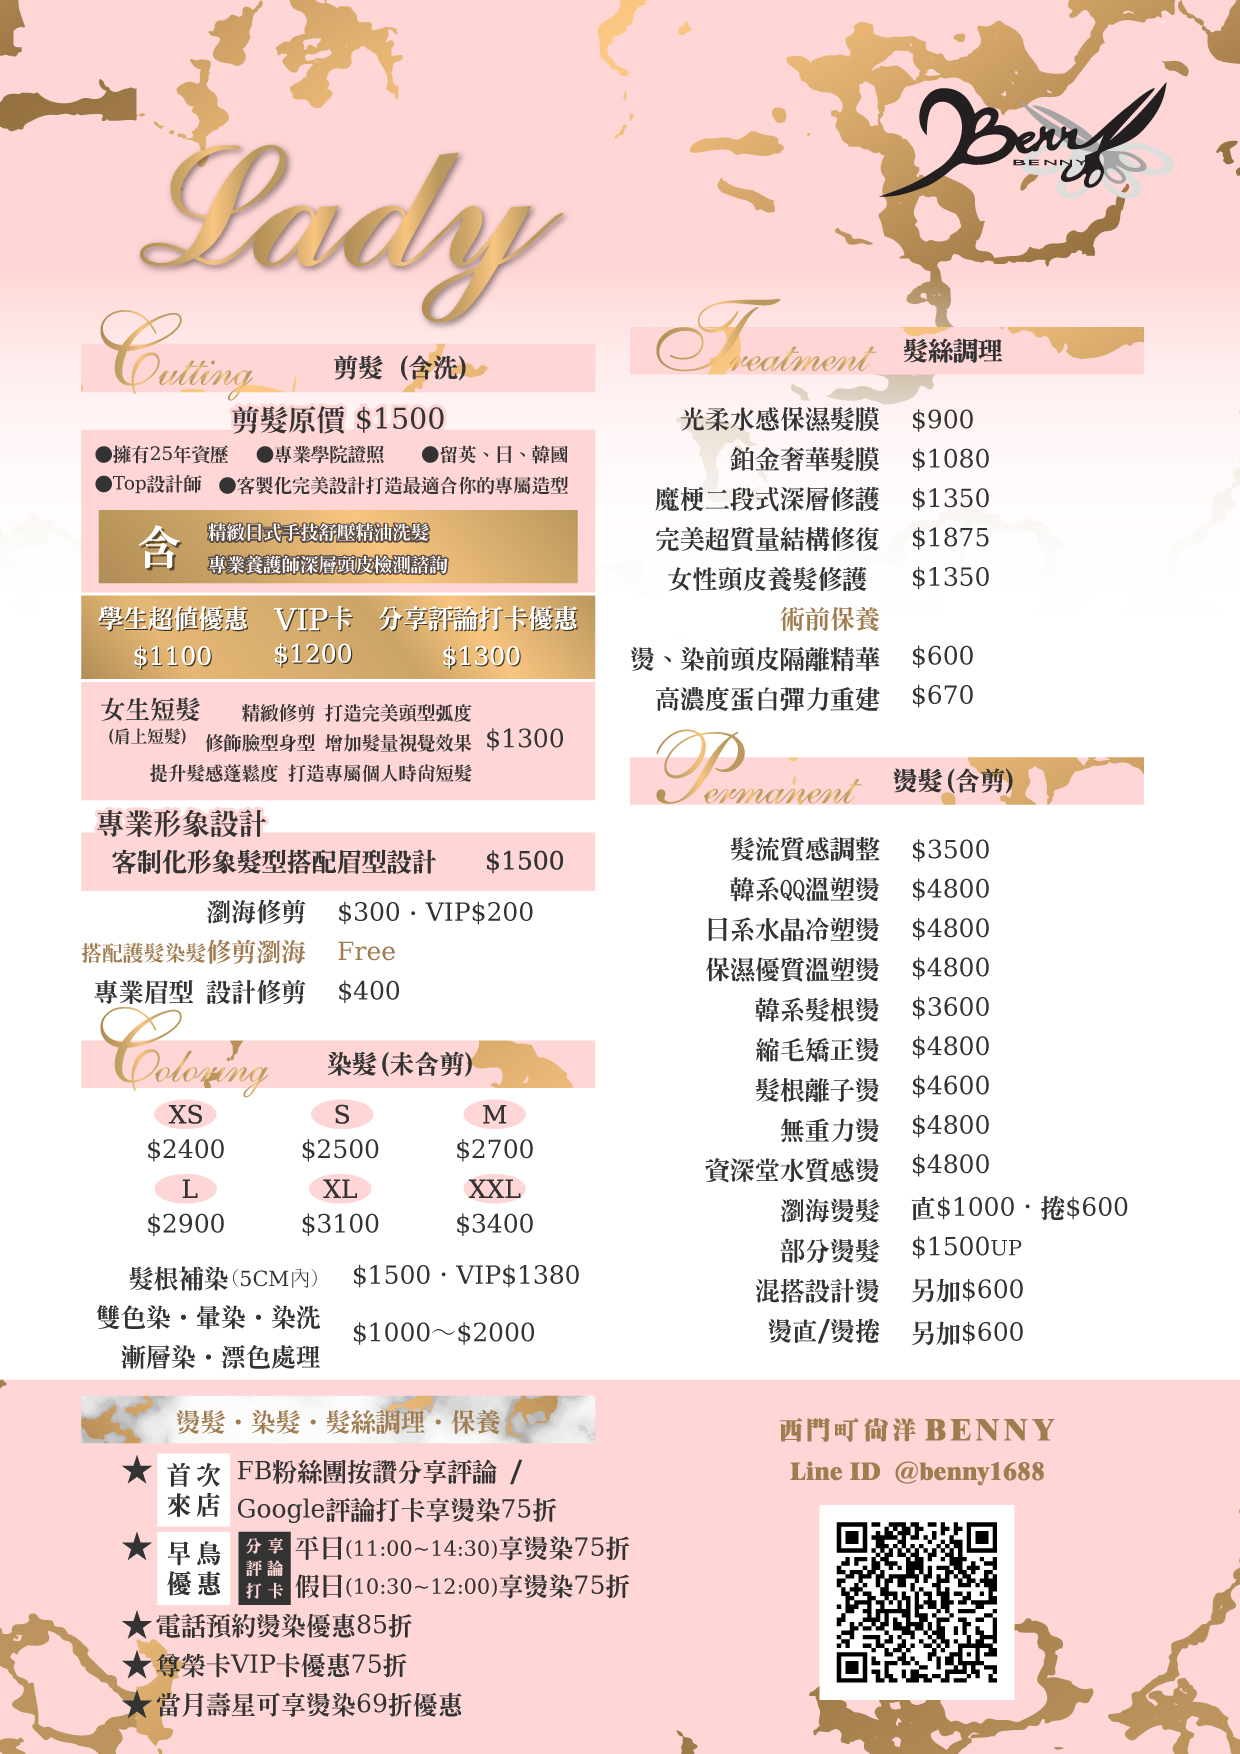 Benny
BENNY
Lady
Cutting 剪髮 (含洗)
剪髮原價 $1500
●擁有25年資歷 ●專業學院證照 ●留英、日、韓國
●Top設計師 ●客製化完美設計打造最適合你的專屬造型
含 精緻日式手技舒壓精油洗髮
專業養護師深層頭皮檢測諮詢
學生超值優惠 VIP卡 分享評論打卡優惠
$1100 $1200 $1300
女生短髮 精緻修剪 打造完美頭型弧度
(肩上短髮) 修飾臉型身型 增加髮量視覺效果 $1300
提升髮感蓬鬆度 打造專屬個人時尚短髮
專業形象設計
客制化形象髮型搭配眉型設計 $1500
瀏海修剪 $300．VIP$200
搭配護髮染髮修剪瀏海 Free
專業眉型 設計修剪 $400
Coloring 染髮(未含剪)
XS S M
$2400 $2500 $2700
L XL XXL
$2900 $3100 $3400
髮根補染(5CM內) $1500．VIP$1380
雙色染．暈染．染洗
$1000～$2000
漸層染．漂色處理
Treatment 髮絲調理
光柔水感保濕髮膜 $900
鉑金奢華髮膜 $1080
魔梗二段式深層修護 $1350
完美超質量結構修復 $1875
女性頭皮養髮修護 $1350
術前保養
燙、染前頭皮隔離精華 $600
高濃度蛋白彈力重建 $670
Permanent 燙髮(含剪)
髮流質感調整 $3500
韓系QQ溫塑燙 $4800
日系水晶冷塑燙 $4800
保濕優質溫塑燙 $4800
韓系髮根燙 $3600
縮毛矯正燙 $4800
髮根離子燙 $4600
無重力燙 $4800
資深堂水質感燙 $4800
瀏海燙髮 直$1000．捲$600
部分燙髮 $1500UP
混搭設計燙 另加$600
燙直/燙捲 另加$600
燙髮．染髮．髮絲調理．保養
★ 首次來店 FB粉絲團按讚分享評論 /
Google評論打卡享燙染75折
★ 早鳥優惠 分享評論打卡 平日(11:00~14:30)享燙染75折
假日(10:30~12:00)享燙染75折
★電話預約燙染優惠85折
★尊榮卡VIP卡優惠75折
★當月壽星可享燙染69折優惠
西門町尚洋BENNY
Line ID @benny1688